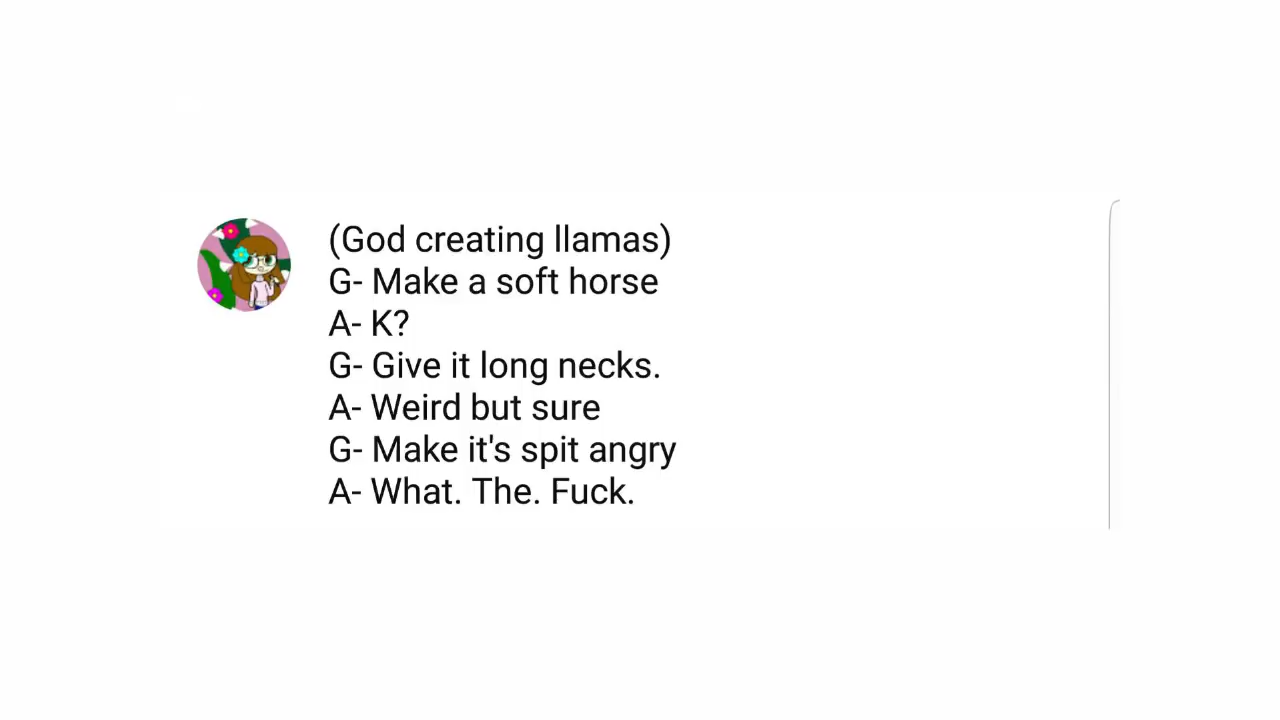 (God creating llamas)
G- Make a soft horse
A- K?
G- Give it long necks.
A- Weird but sure
G- Make it's spit angry
A- What. The. Fuck.